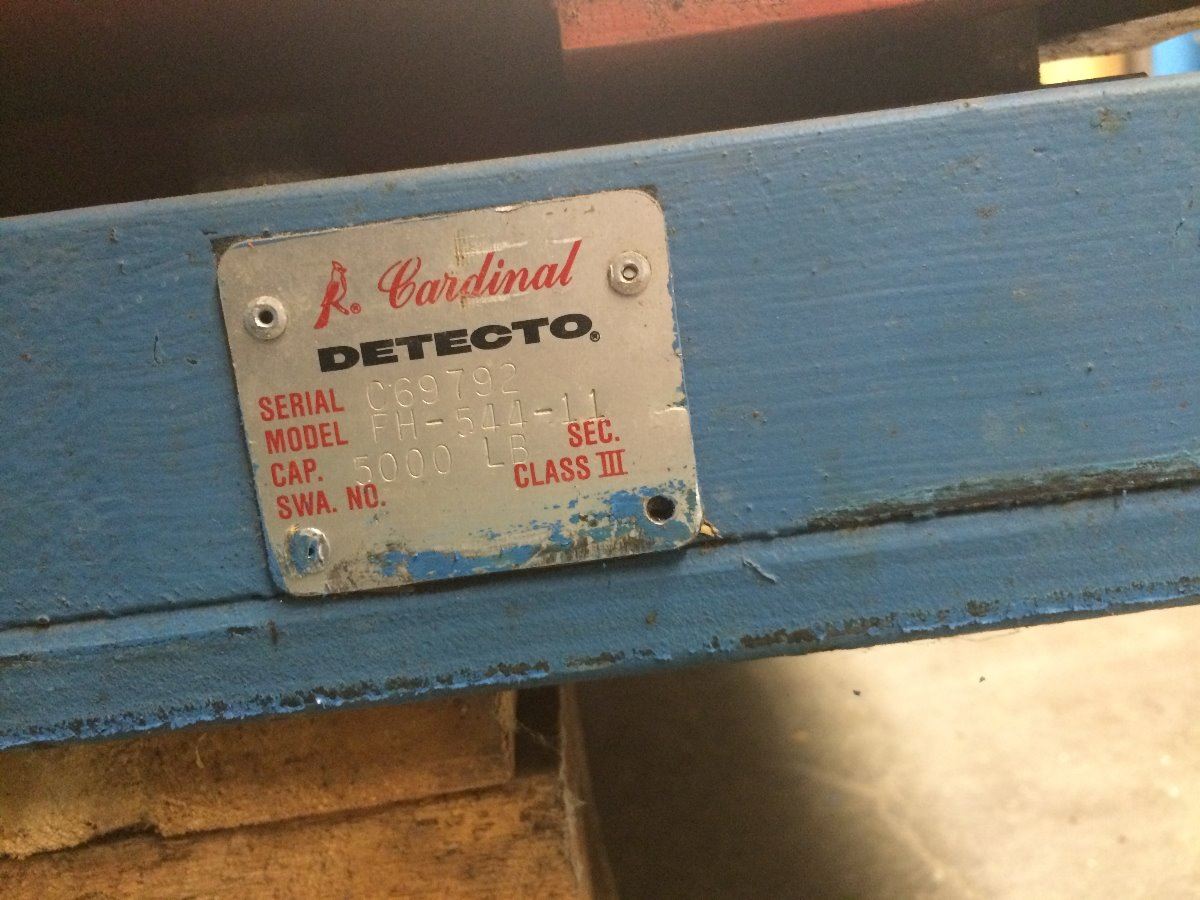 ® Cardinal
DETECTO®
SERIAL C69792
MODEL FH-544-11
CAP. 5000 LB SEC.
SWA. NO. CLASS III